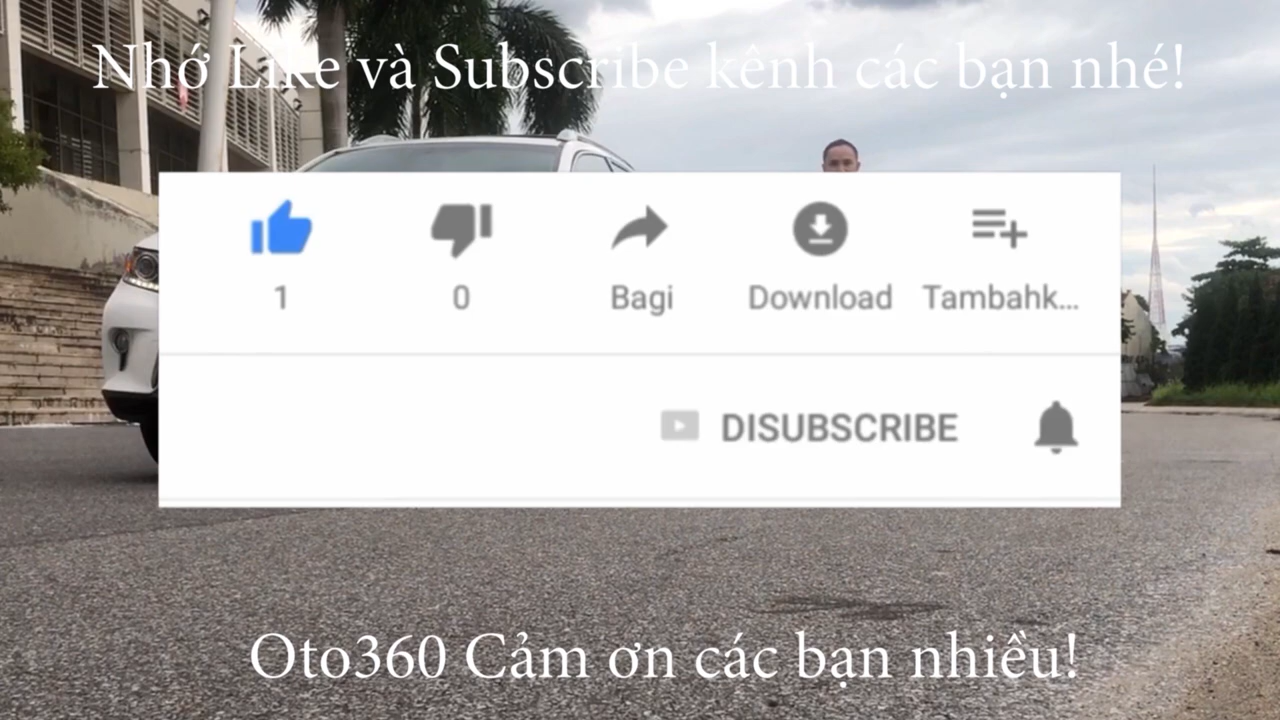 Nhớ Like và Subscribe kênh các bạn nhé!
1 0 Bagi Download Tambahk...
DISUBSCRIBE
Oto360 Cảm ơn các bạn nhiều!